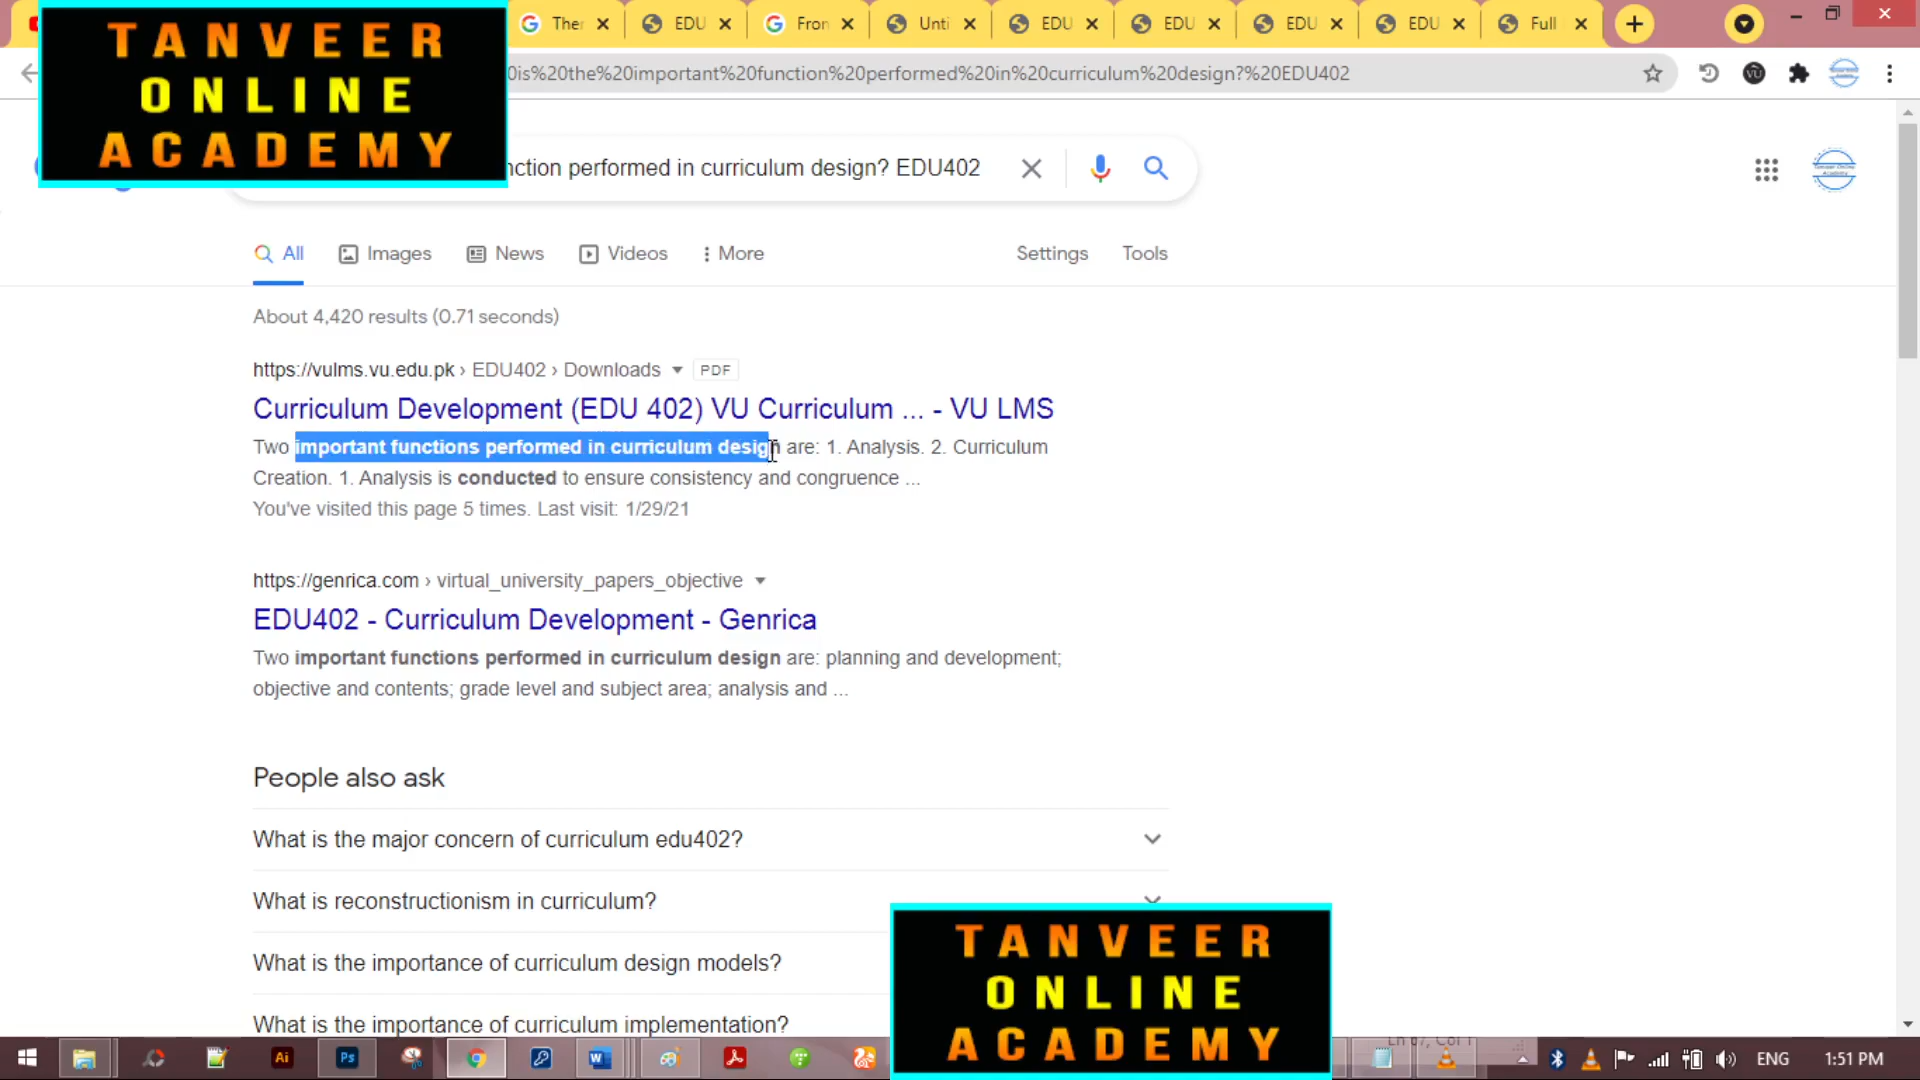 TANVEER
ONLINE
ACADEMY
Ther
EDU
Fron
Unti
EDU
EDU
EDU
EDU
Full
is%20the%20important%20function%20performed%20in%20curriculum%20design?%20EDU402
nction performed in curriculum design? EDU402
All
Images
News
Videos
More
Settings
Tools
About 4,420 results (0.71 seconds)
https://vulms.vu.edu.pk › EDU402 › Downloads
PDF
Curriculum Development (EDU 402) VU Curriculum ... - VU LMS
Two important functions performed in curriculum design are: 1. Analysis. 2. Curriculum
Creation. 1. Analysis is conducted to ensure consistency and congruence ...
You've visited this page 5 times. Last visit: 1/29/21
https://genrica.com › virtual_university_papers_objective
EDU402 - Curriculum Development - Genrica
Two important functions performed in curriculum design are: planning and development;
objective and contents; grade level and subject area; analysis and ...
People also ask
What is the major concern of curriculum edu402?
What is reconstructionism in curriculum?
What is the importance of curriculum design models?
What is the importance of curriculum implementation?
TANVEER
ONLINE
ACADEMY
Ai
Ps
ENG
1:51 PM